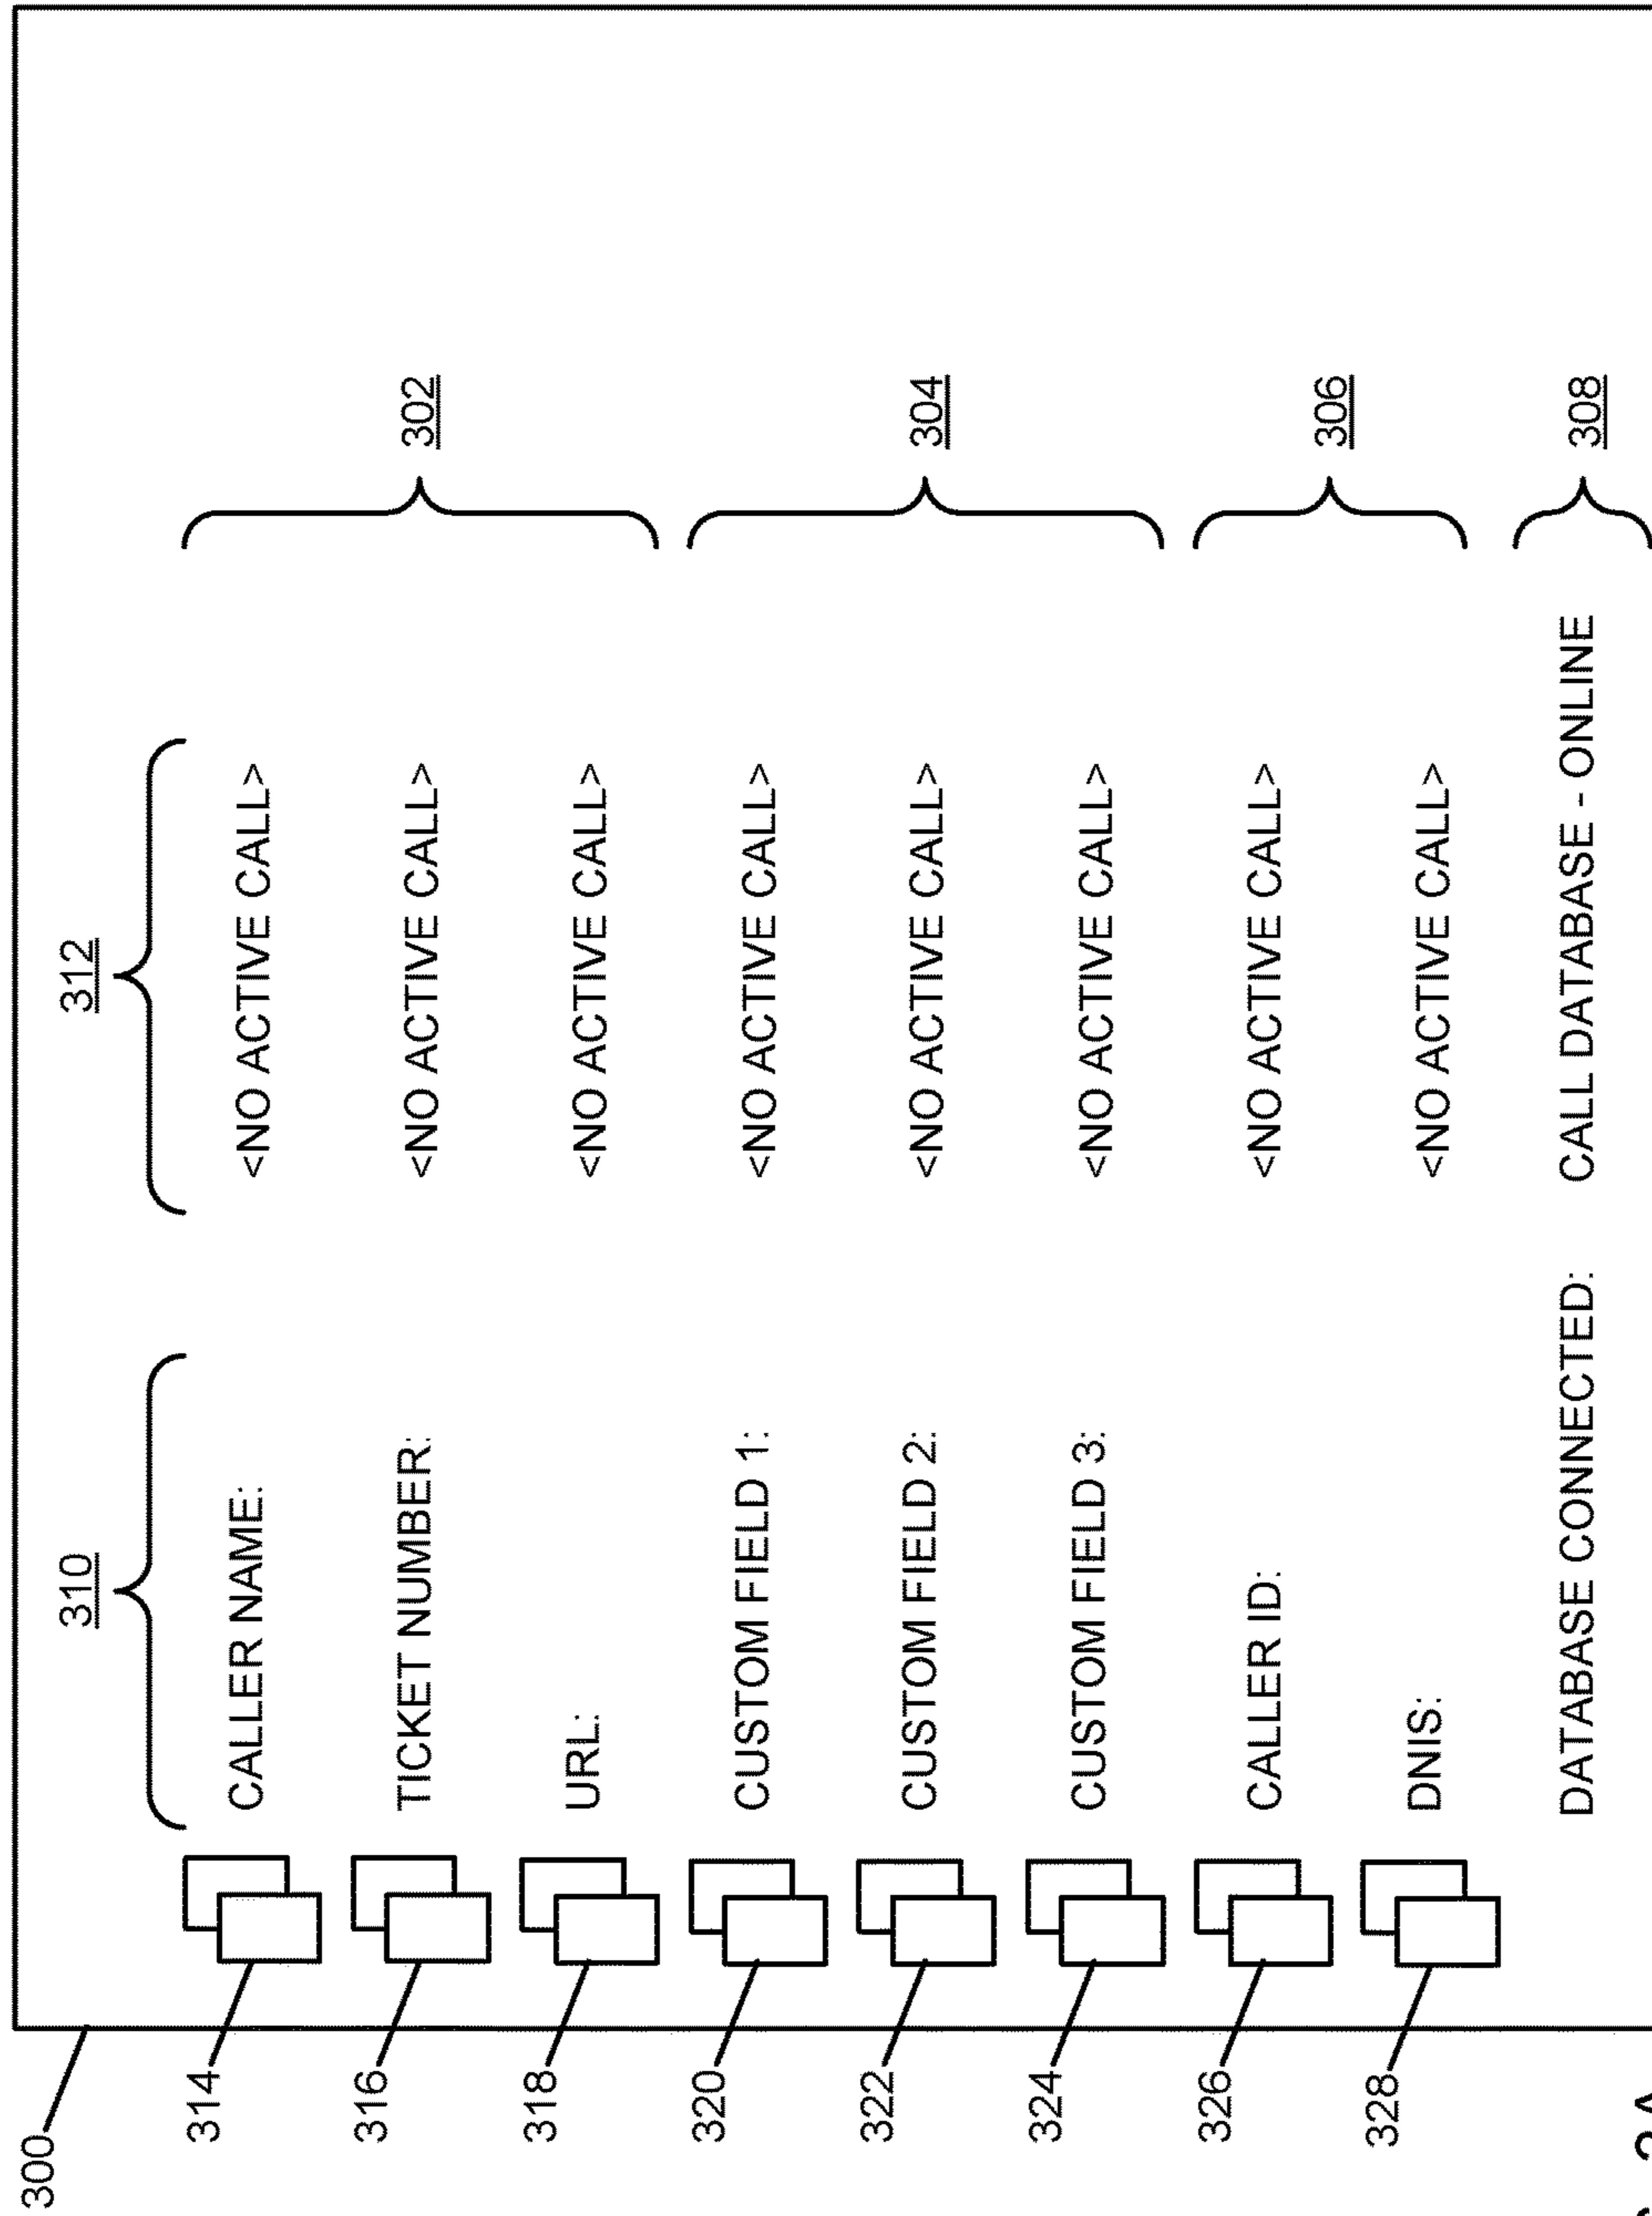 300
310 312
314 CALLER NAME: <NO ACTIVE CALL>
316 TICKET NUMBER: <NO ACTIVE CALL>
302
318 URL: <NO ACTIVE CALL>
320 CUSTOM FIELD 1: <NO ACTIVE CALL>
322 CUSTOM FIELD 2: <NO ACTIVE CALL>
304
324 CUSTOM FIELD 3: <NO ACTIVE CALL>
326 CALLER ID: <NO ACTIVE CALL>
306
328 DNIS: <NO ACTIVE CALL>
DATABASE CONNECTED: CALL DATABASE - ONLINE
308